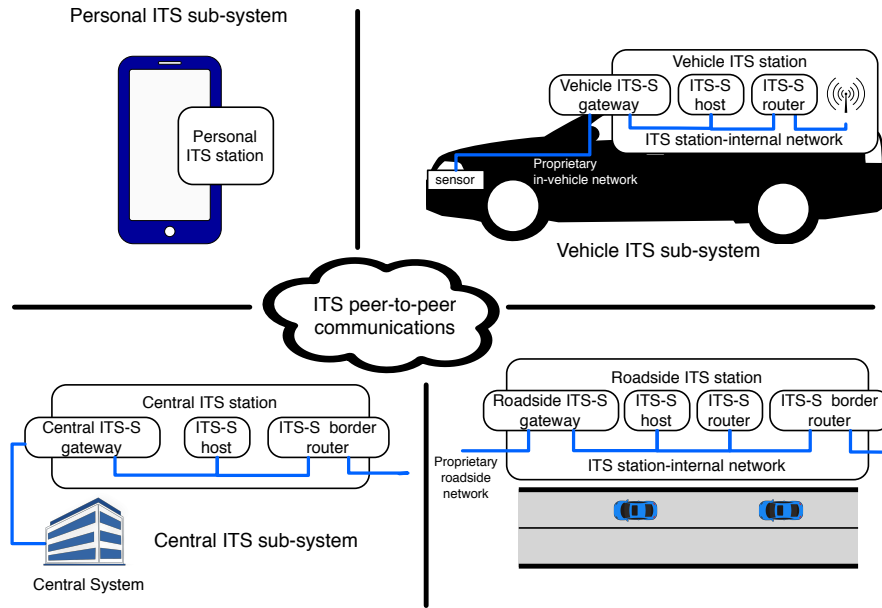 Personal ITS sub-system
Personal
ITS station
Vehicle ITS station
Vehicle ITS-S
gateway
ITS-S
host
ITS-S
router
ITS station-internal network
sensor
Proprietary
in-vehicle network
Vehicle ITS sub-system
ITS peer-to-peer
communications
Central ITS station
Central ITS-S
gateway
ITS-S
host
ITS-S border
router
Central ITS sub-system
Central System
Roadside ITS station
Roadside ITS-S
gateway
ITS-S
host
ITS-S
router
ITS-S border
router
ITS station-internal network
Proprietary
roadside
network